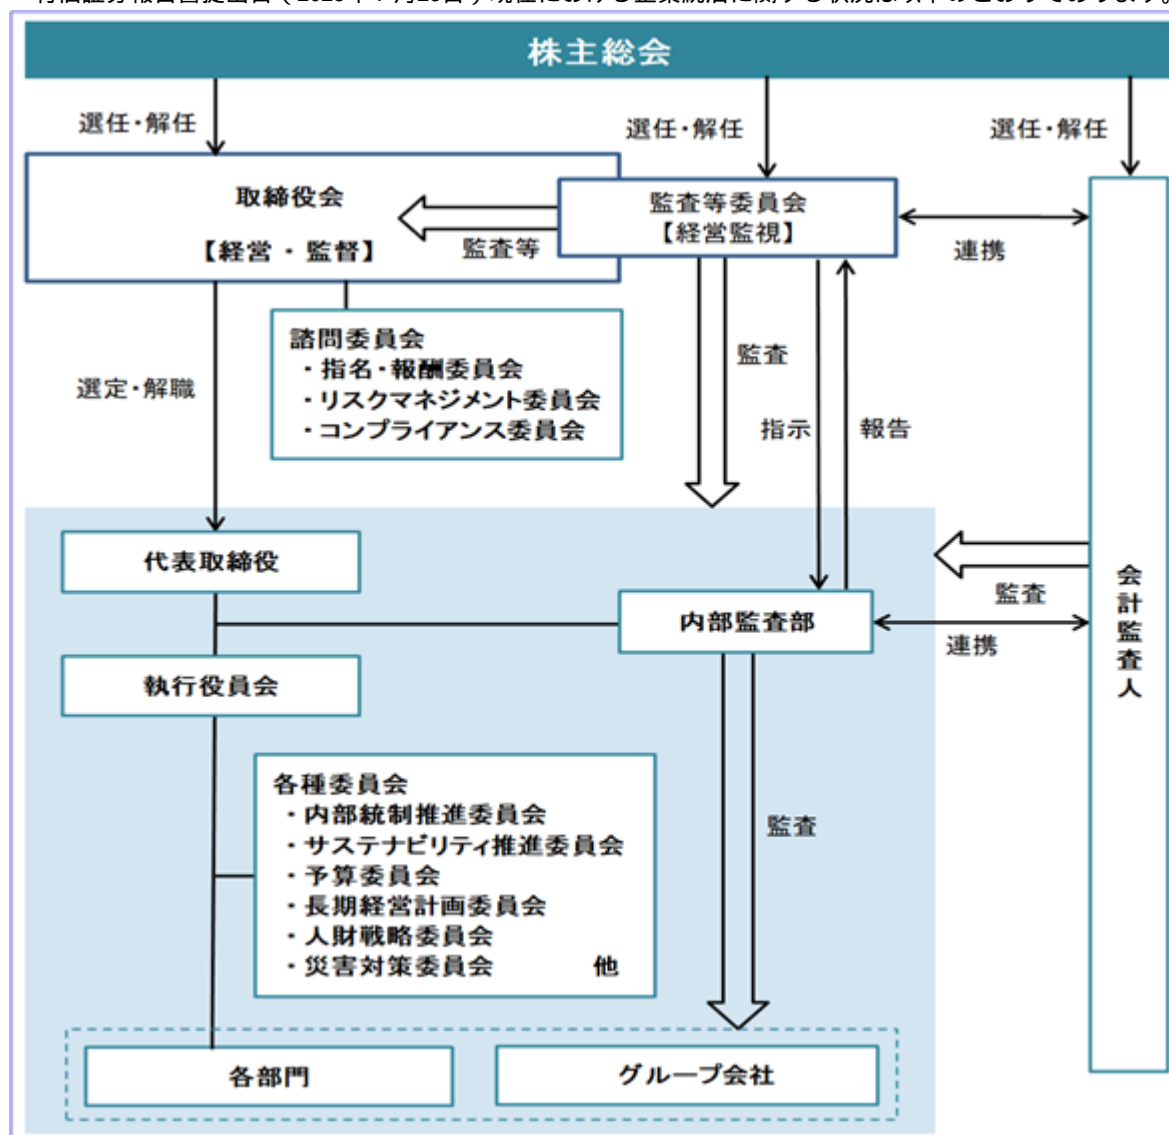 株主総会
選任・解任
選任・解任
選任・解任
取締役会
【経営・監督】
監査等
監査等委員会
【経営監視】
連携
諮問委員会
・指名・報酬委員会
・リスクマネジメント委員会
・コンプライアンス委員会
選定・解職
監査
指示
報告
代表取締役
内部監査部
監査
連携
会計監査人
執行役員会
各種委員会
・内部統制推進委員会
・サステナビリティ推進委員会
・予算委員会
・長期経営計画委員会
・人財戦略委員会
・災害対策委員会 他
監査
各部門
グループ会社